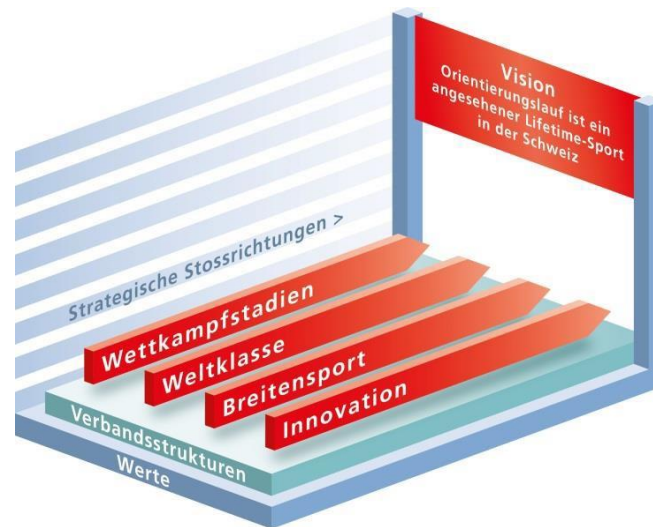 Vision
Orientierungslauf ist ein
angesehener Lifetime-Sport
in der Schweiz
Strategische Stossrichtungen >
Wettkampfstadien
Weltklasse
Breitensport
Innovation
Verbandsstrukturen
Werte